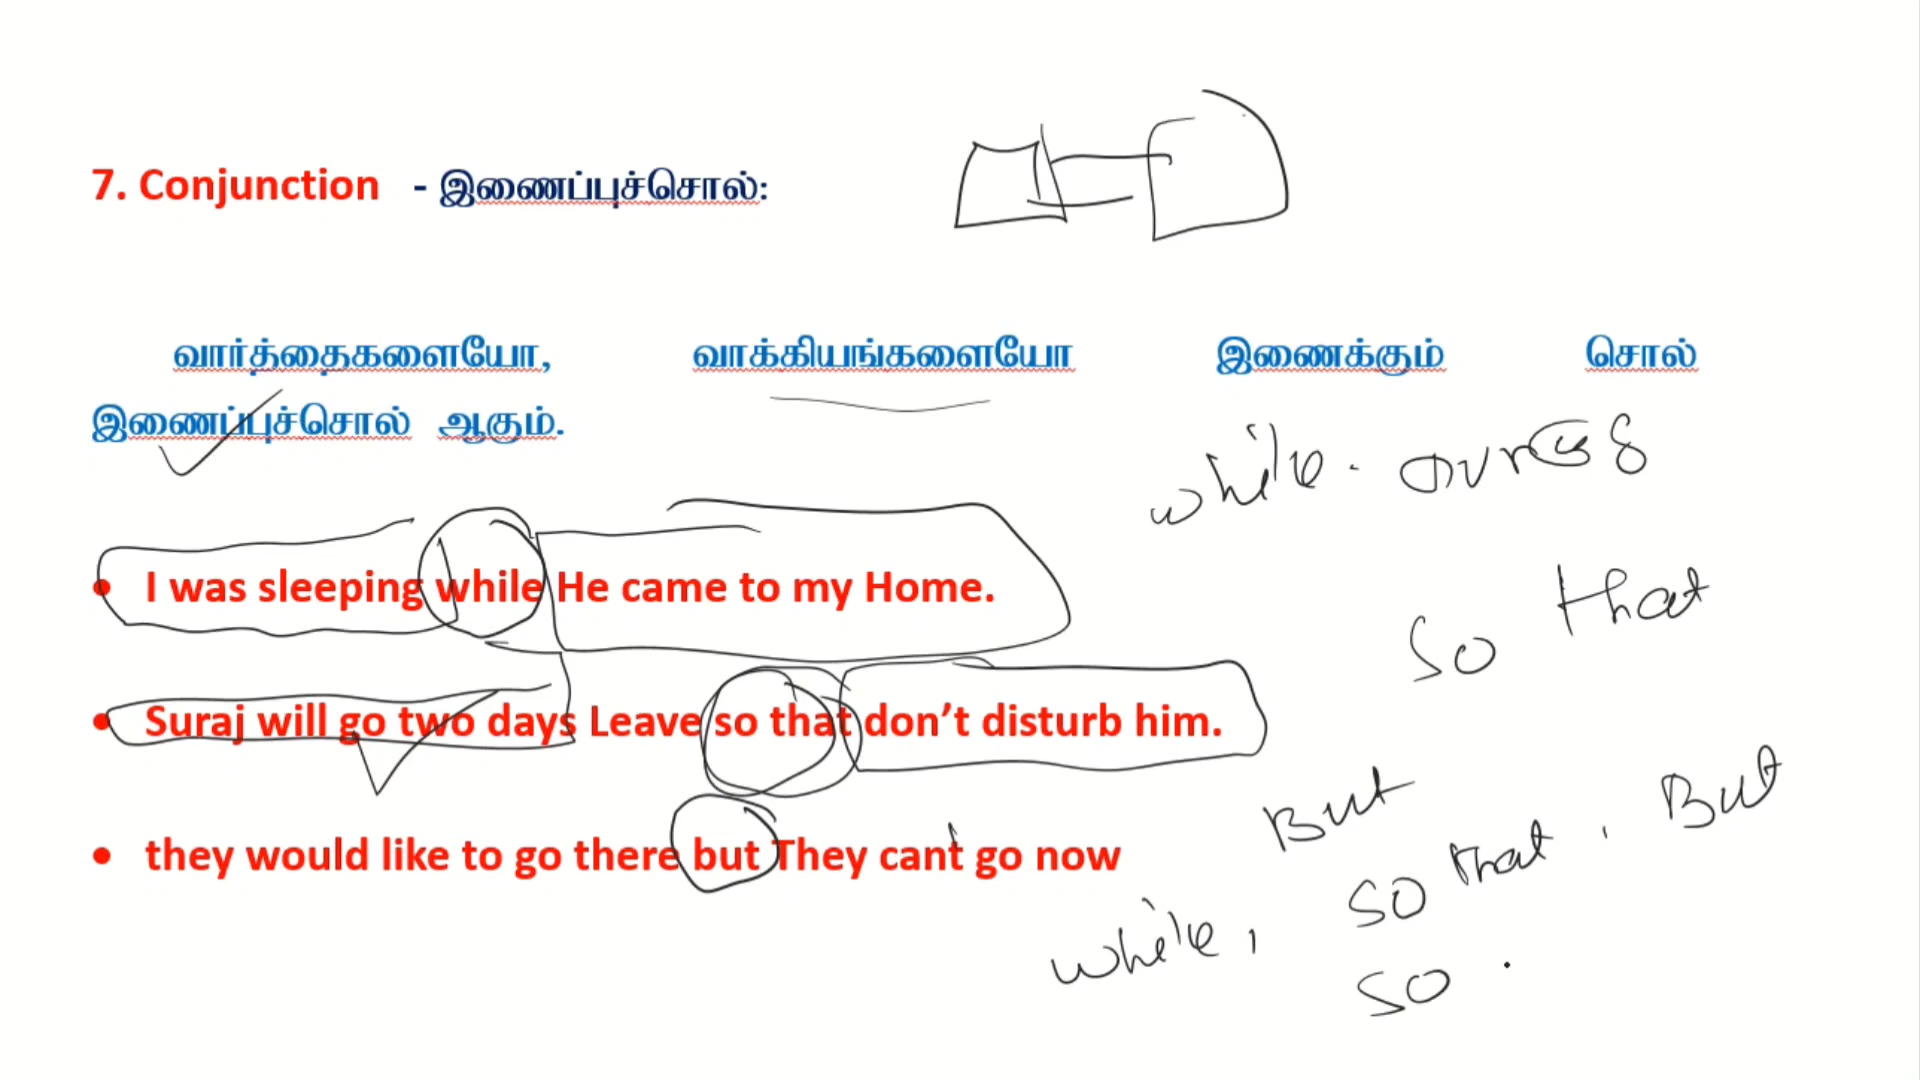 7. Conjunction - இணைப்புச்சொல்:
வார்த்தைகளையோ, வாக்கியங்களையோ இணைக்கும் சொல்
இணைப்புச்சொல் ஆகும்.
while.
• I was sleeping while He came to my Home.
so that
• Suraj will go two days Leave so that don't disturb him.
But
• they would like to go there but They can't go now
while, so that, But
so.